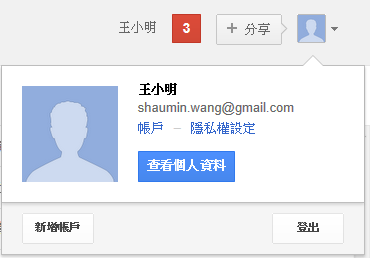 王小明 3 + 分享
王小明
shaumin.wang@gmail.com
帳戶 – 隱私權設定
查看個人資料
新增帳戶 登出